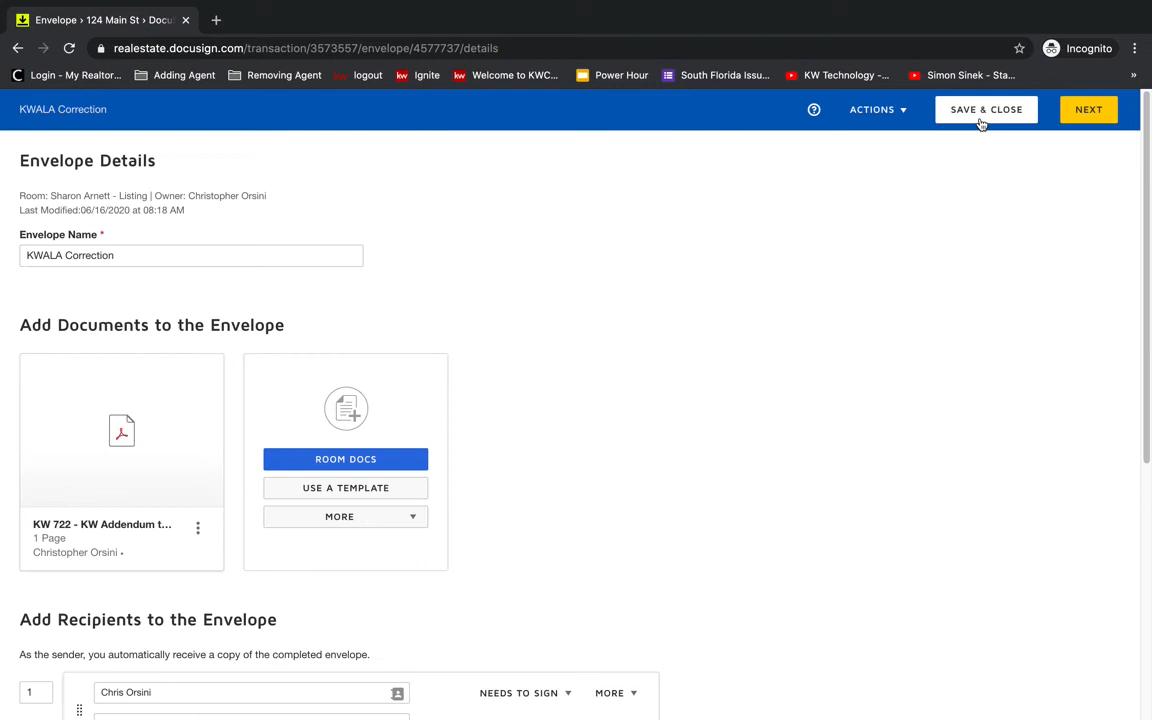 Envelope › 124 Main St › Docu
realestate.docusign.com/transaction/3573557/envelope/4577737/details
Incognito
Login - My Realtor...
Adding Agent
Removing Agent
kw logout
kw Ignite
kw Welcome to KWC...
Power Hour
South Florida Issu...
KW Technology -...
Simon Sinek - Sta...
»
KWALA Correction
?
ACTIONS
SAVE & CLOSE
NEXT
Envelope Details
Room: Sharon Arnett - Listing | Owner: Christopher Orsini
Last Modified:06/16/2020 at 08:18 AM
Envelope Name *
KWALA Correction
Add Documents to the Envelope
ROOM DOCS
USE A TEMPLATE
MORE
KW 722 - KW Addendum t...
1 Page
Christopher Orsini •
Add Recipients to the Envelope
As the sender, you automatically receive a copy of the completed envelope.
1
Chris Orsini
NEEDS TO SIGN
MORE